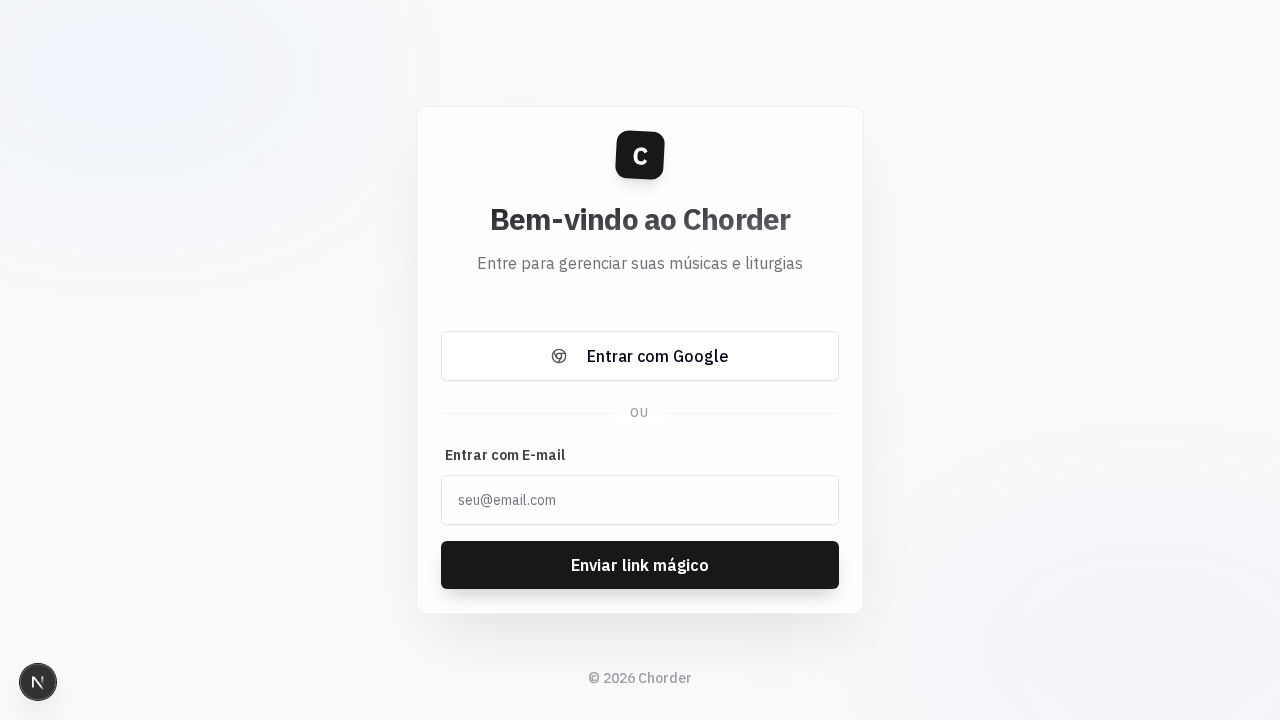 C
Bem-vindo ao Chorder
Entre para gerenciar suas músicas e liturgias
Entrar com Google
OU
Entrar com E-mail
seu@email.com
Enviar link mágico
© 2026 Chorder
N